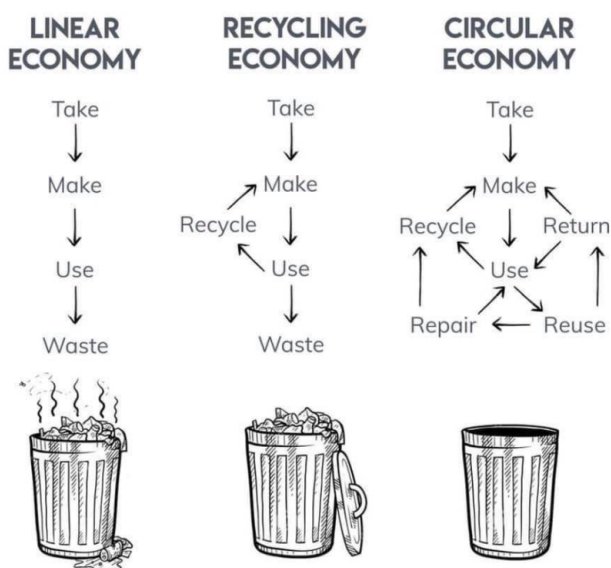 LINEAR
ECONOMY
Take
Make
Use
Waste
RECYCLING
ECONOMY
Take
Make
Recycle
Use
Waste
CIRCULAR
ECONOMY
Take
Make
Recycle
Return
Use
Repair
Reuse